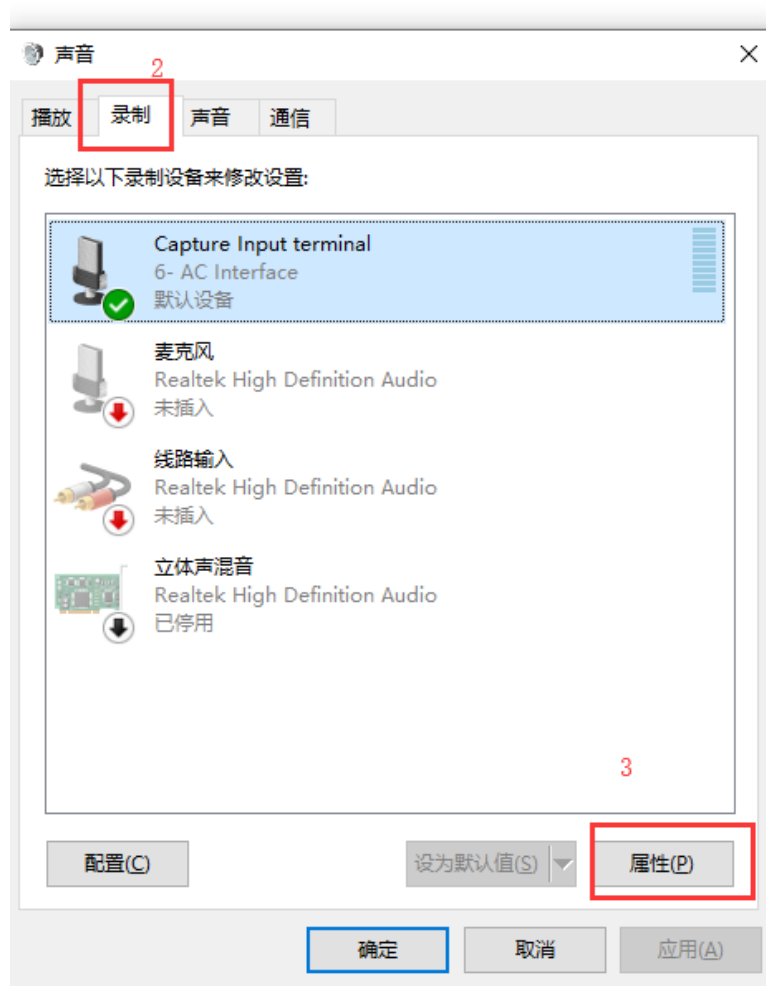 声音
2
播放 录制 声音 通信
选择以下录制设备来修改设置:
Capture Input terminal
6- AC Interface
默认设备
麦克风
Realtek High Definition Audio
未插入
线路输入
Realtek High Definition Audio
未插入
立体声混音
Realtek High Definition Audio
已停用
3
配置(C) 设为默认值(S) 属性(P)
确定 取消 应用(A)